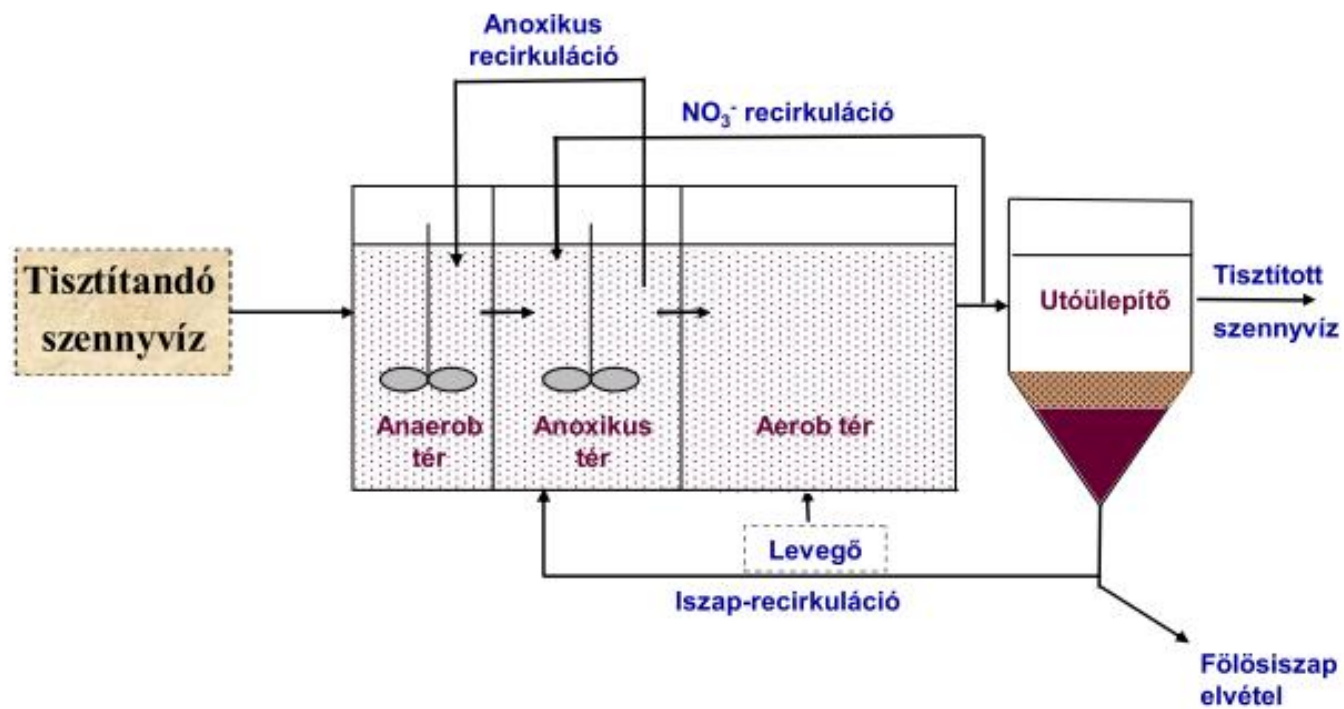 Anoxikus
recirkuláció
NO₃⁻ recirkuláció
Tisztítandó
szennyvíz
Utóülepítő
Tisztított
szennyvíz
Anaerob
tér
Anoxikus
tér
Aerob tér
Levegő
Iszap-recirkuláció
Fölösiszap
elvétel